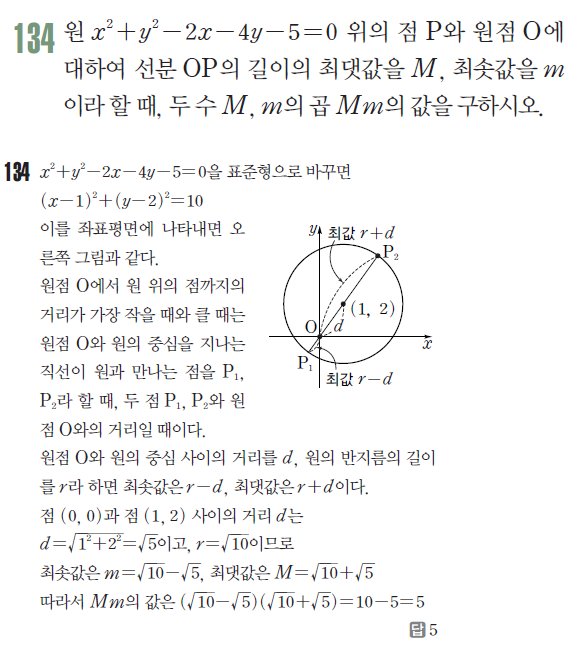 134 원 x²+y²-2x-4y-5=0 위의 점 P와 원점 O에
대하여 선분 OP의 길이의 최댓값을 M, 최솟값을 m
이라 할 때, 두 수 M, m의 곱 Mm의 값을 구하시오.
134 x²+y²-2x-4y-5=0을 표준형으로 바꾸면
(x-1)²+(y-2)²=10
이를 좌표평면에 나타내면 오
른쪽 그림과 같다.
원점 O에서 원 위의 점까지의
거리가 가장 작을 때와 클 때는
원점 O와 원의 중심을 지나는
직선이 원과 만나는 점을 P₁,
P₂라 할 때, 두 점 P₁, P₂와 원
점 O와의 거리일 때이다.
y
최값 r+d
P₂
(1, 2)
O
d
x
P₁
최값 r-d
원점 O와 원의 중심 사이의 거리를 d, 원의 반지름의 길이
를 r라 하면 최솟값은 r-d, 최댓값은 r+d이다.
점 (0, 0)과 점 (1, 2) 사이의 거리 d는
d=√1²+2²=√5이고, r=√10이므로
최솟값은 m=√10-√5, 최댓값은 M=√10+√5
따라서 Mm의 값은 (√10-√5)(√10+√5)=10-5=5
답 5